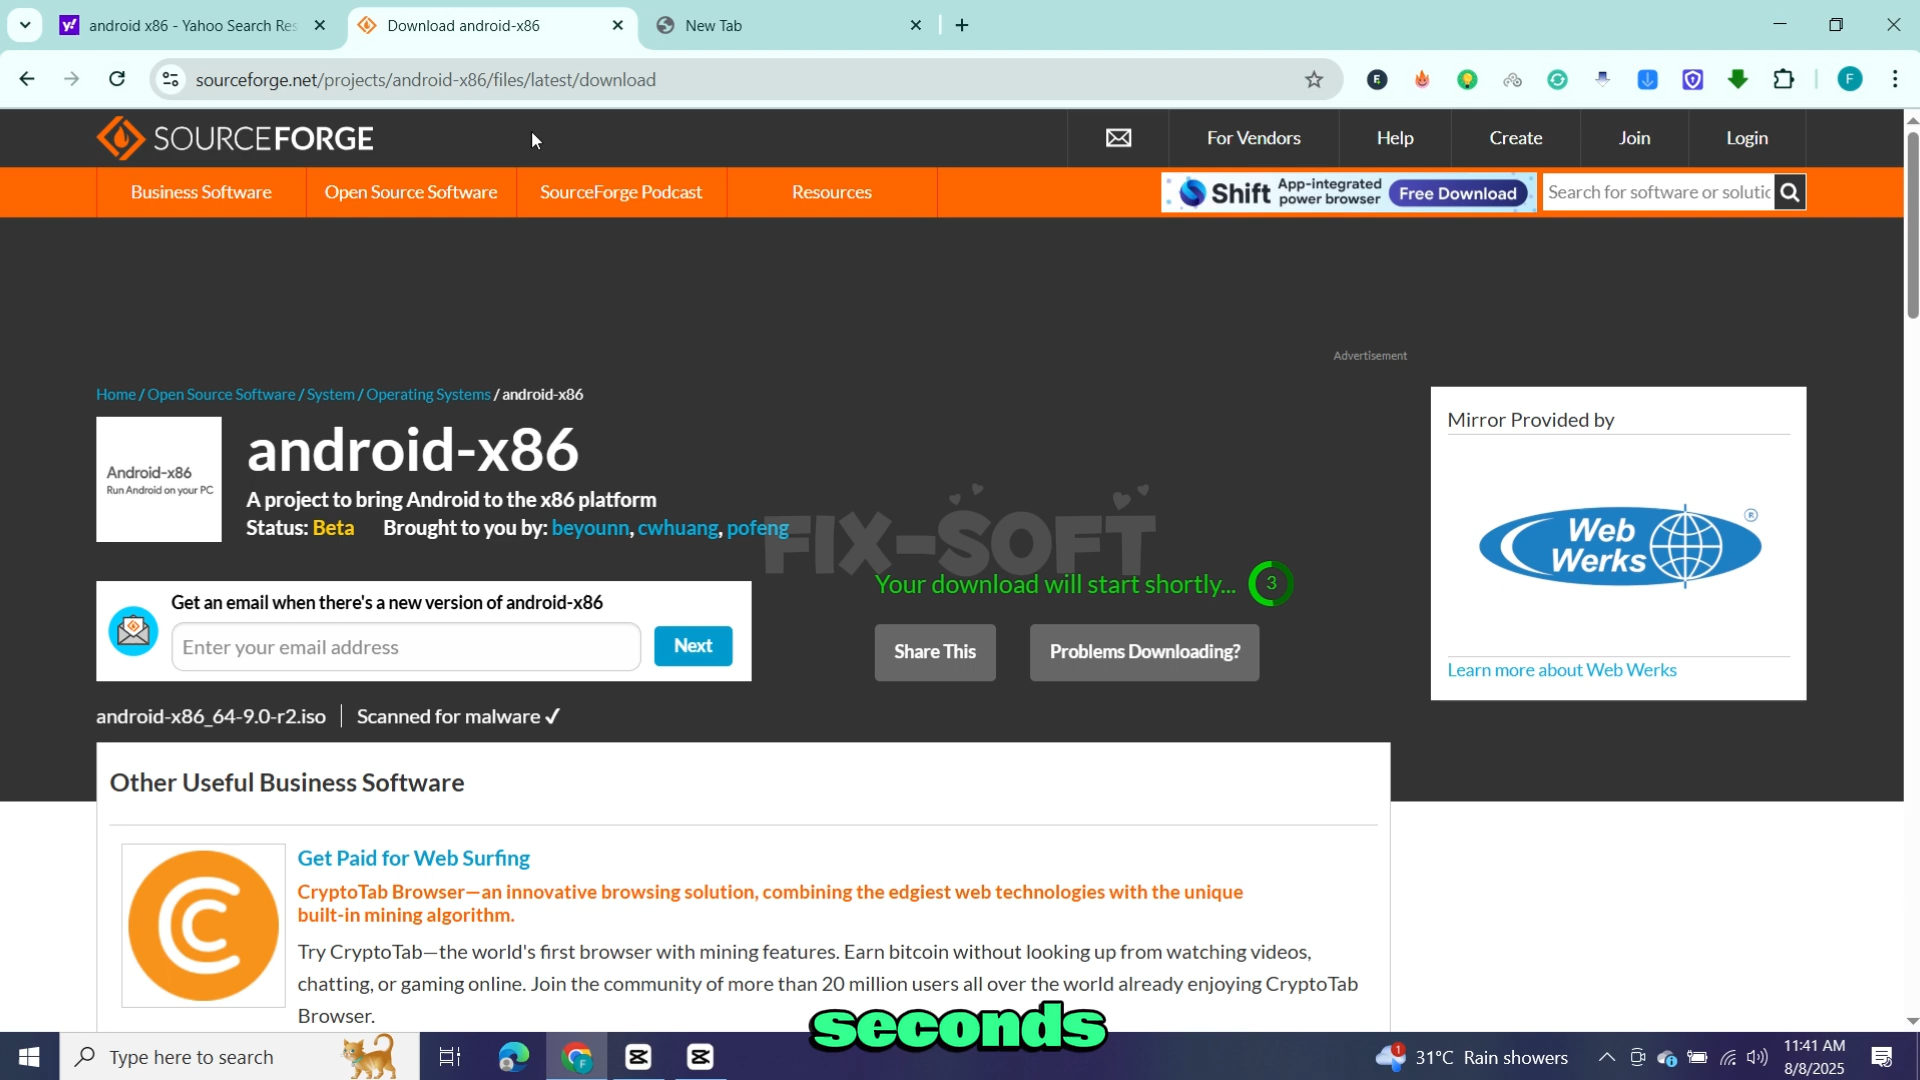 android x86 - Yahoo Search Res
Download android-x86
New Tab
sourceforge.net/projects/android-x86/files/latest/download
F
SOURCEFORGE
For Vendors
Help
Create
Join
Login
Business Software
Open Source Software
SourceForge Podcast
Resources
Shift
App-integrated
power browser
Free Download
Search for software or solutic
Advertisement
Home / Open Source Software / System / Operating Systems / android-x86
Android-x86
Run Android on your PC
android-x86
A project to bring Android to the x86 platform
Status: Beta
Brought to you by: beyounn, cwhuang, pofeng
FIX-SOFT
Your download will start shortly... 3
Get an email when there's a new version of android-x86
Enter your email address
Next
Share This
Problems Downloading?
Mirror Provided by
Web
Werks
®
Learn more about Web Werks
android-x86_64-9.0-r2.iso
Scanned for malware ✓
Other Useful Business Software
Get Paid for Web Surfing
CryptoTab Browser—an innovative browsing solution, combining the edgiest web technologies with the unique
built-in mining algorithm.
Try CryptoTab—the world's first browser with mining features. Earn bitcoin without looking up from watching videos,
chatting, or gaming online. Join the community of more than 20 million users all over the world already enjoying CryptoTab
Browser.
seconds
Type here to search
1
31°C Rain showers
11:41 AM
8/8/2025